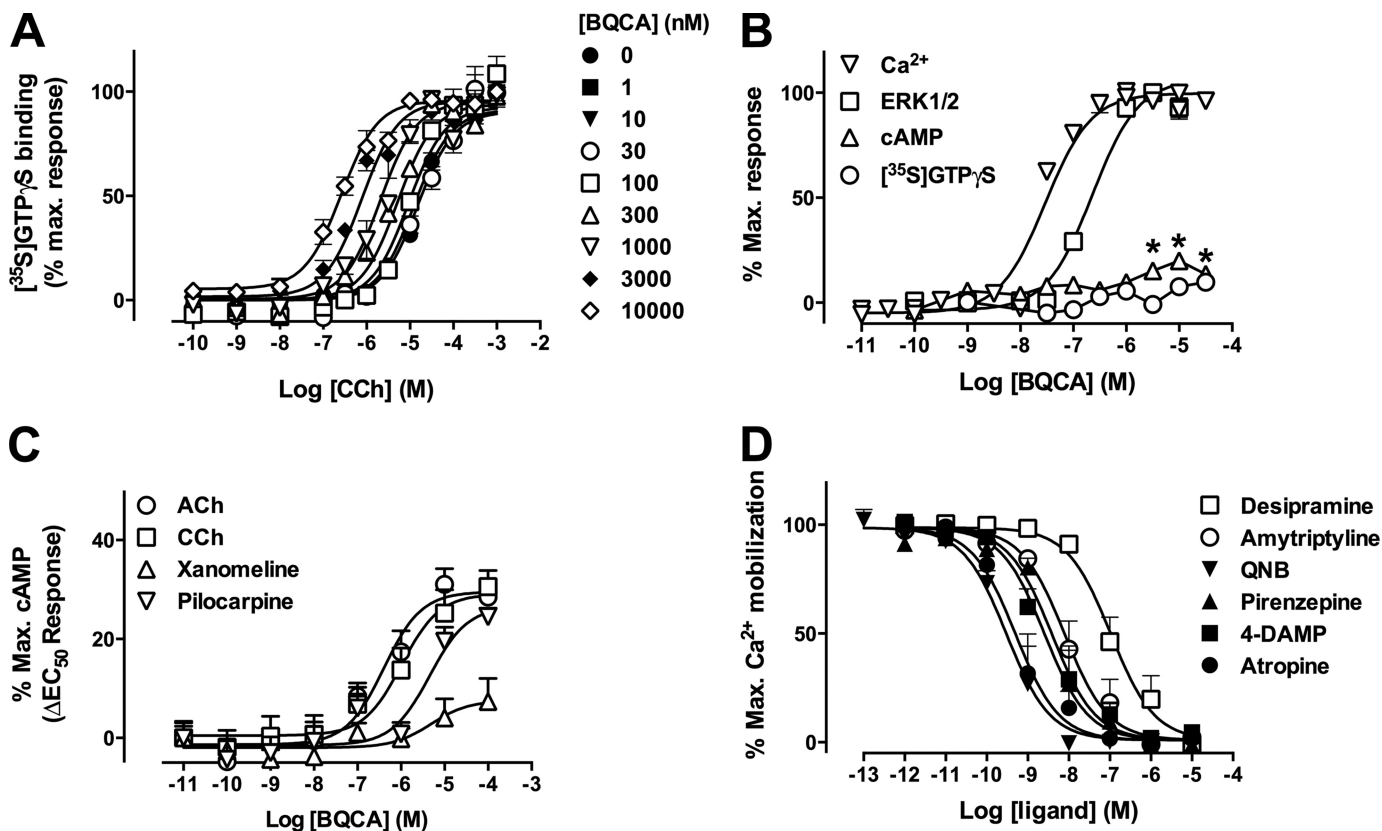 A
[³⁵S]GTPγS binding
(% max. response)
100
50
0
-10 -9 -8 -7 -6 -5 -4 -3 -2
Log [CCh] (M)
[BQCA] (nM)
0
1
10
30
100
300
1000
3000
10000
B
% Max. response
100
50
0
Ca²⁺
ERK1/2
cAMP
[³⁵S]GTPγS
* * *
-11 -10 -9 -8 -7 -6 -5 -4
Log [BQCA] (M)
C
% Max. cAMP
(ΔEC₅₀ Response)
40
20
0
ACh
CCh
Xanomeline
Pilocarpine
-11 -10 -9 -8 -7 -6 -5 -4 -3
Log [BQCA] (M)
D
% Max. Ca²⁺ mobilization
100
50
0
-13 -12 -11 -10 -9 -8 -7 -6 -5 -4
Log [ligand] (M)
Desipramine
Amytriptyline
QNB
Pirenzepine
4-DAMP
Atropine